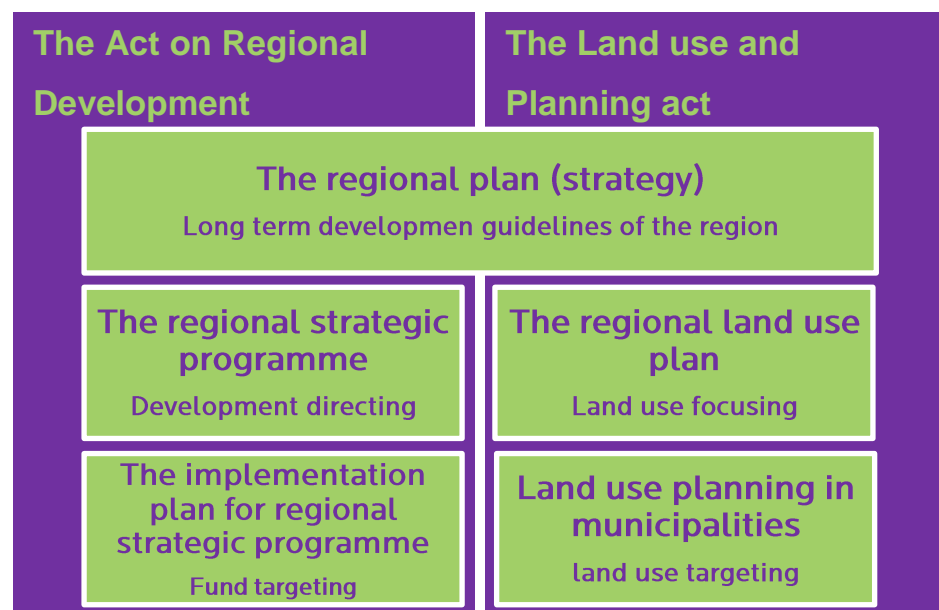 The Act on Regional
Development
The Land use and
Planning act
The regional plan (strategy)
Long term developmen guidelines of the region
The regional strategic
programme
Development directing
The regional land use
plan
Land use focusing
The implementation
plan for regional
strategic programme
Fund targeting
Land use planning in
municipalities
land use targeting